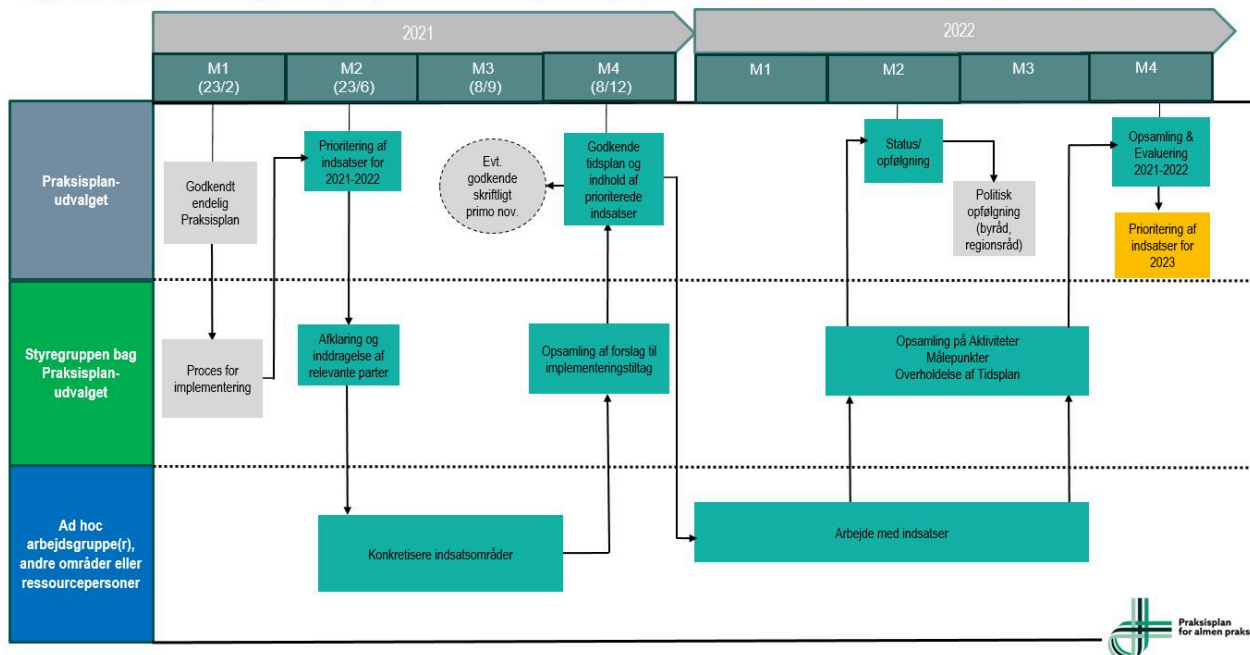 2021
2022
M1
(23/2)
M2
(23/6)
M3
(8/9)
M4
(8/12)
M1
M2
M3
M4
Praksisplan-
udvalget
Godkendt
endelig
Praksisplan
Prioritering af
indsatser for
2021-2022
Evt.
godkende
skriftligt
primo nov.
Godkende
tidsplan og
indhold af
prioriterede
indsatser
Status/
opfølgning
Politisk
opfølgning
(byråd,
regionsråd)
Opsamling &
Evaluering
2021-2022
Prioritering af
indsatser for
2023
Styregruppen bag
Praksisplan-
udvalget
Proces for
implementering
Afklaring og
inddragelse af
relevante parter
Opsamling af forslag til
implementeringstiltag
Opsamling på Aktiviteter
Målepunkter
Overholdelse af Tidsplan
Ad hoc
arbejdsgruppe(r),
andre områder eller
ressourcepersoner
Konkretisere indsatsområder
Arbejde med indsatser
Praksisplan
for almen praks